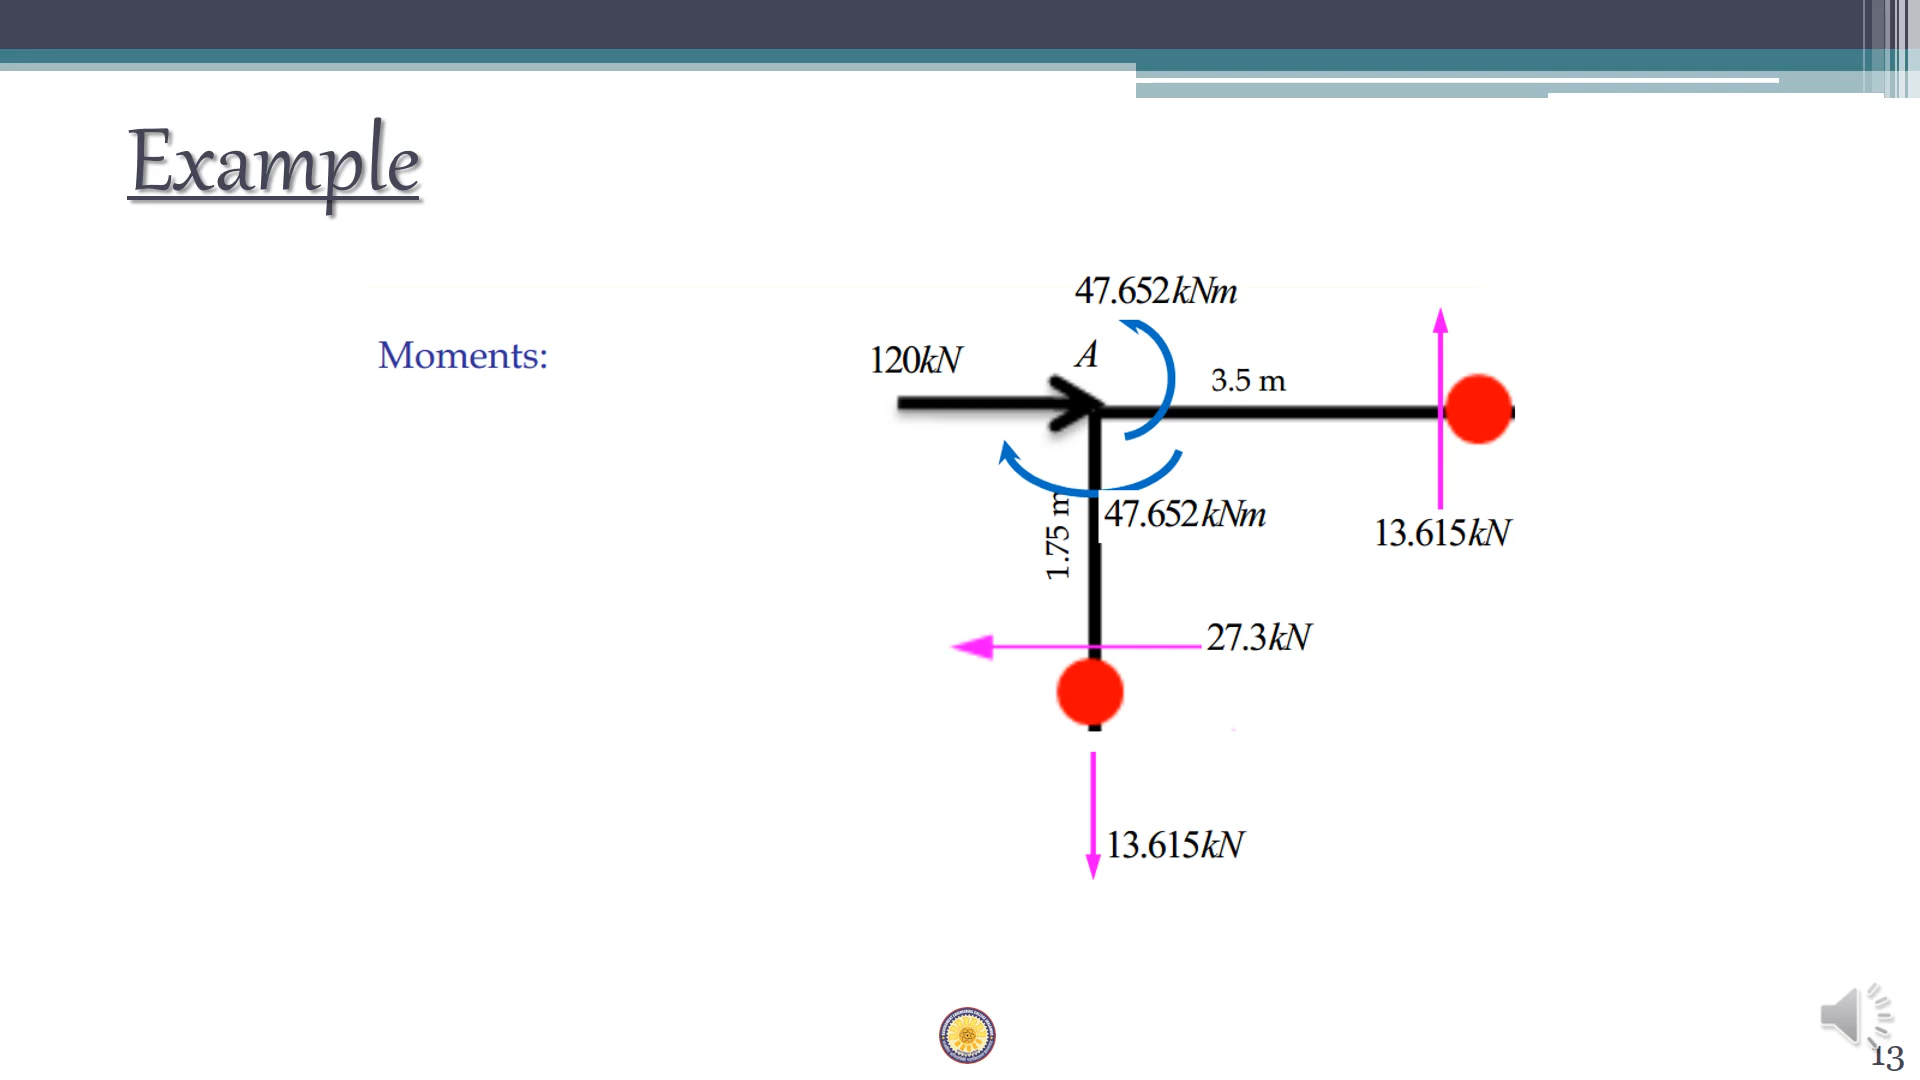 Example
47.652kNm
Moments:
120kN
A
3.5 m
47.652kNm
1.75 m
13.615kN
27.3kN
13.615kN
13